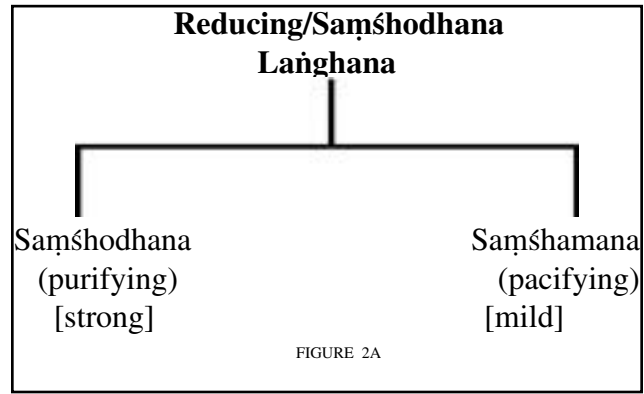 Reducing/Saṃśhodhana
Laṅghana
Saṃśhodhana
(purifying)
[strong]
Saṃśhamana
(pacifying)
[mild]
FIGURE 2A